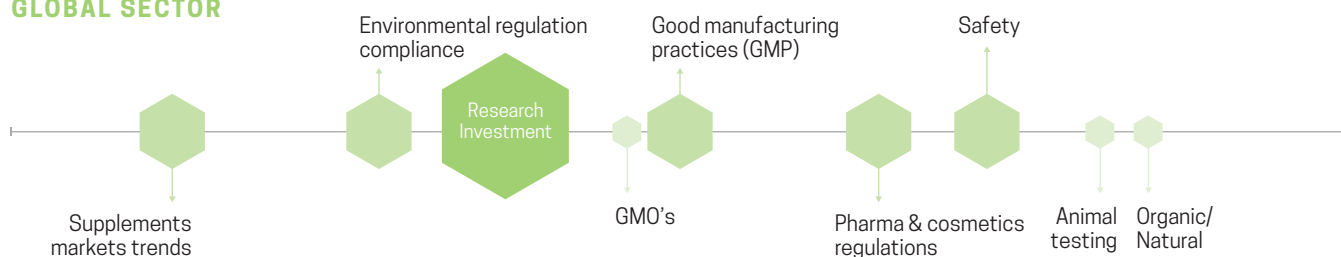 GLOBAL SECTOR
Environmental regulation
compliance
Good manufacturing
practices (GMP)
Safety
Research
Investment
Supplements
markets trends
GMO's
Pharma & cosmetics
regulations
Animal
testing
Organic/
Natural